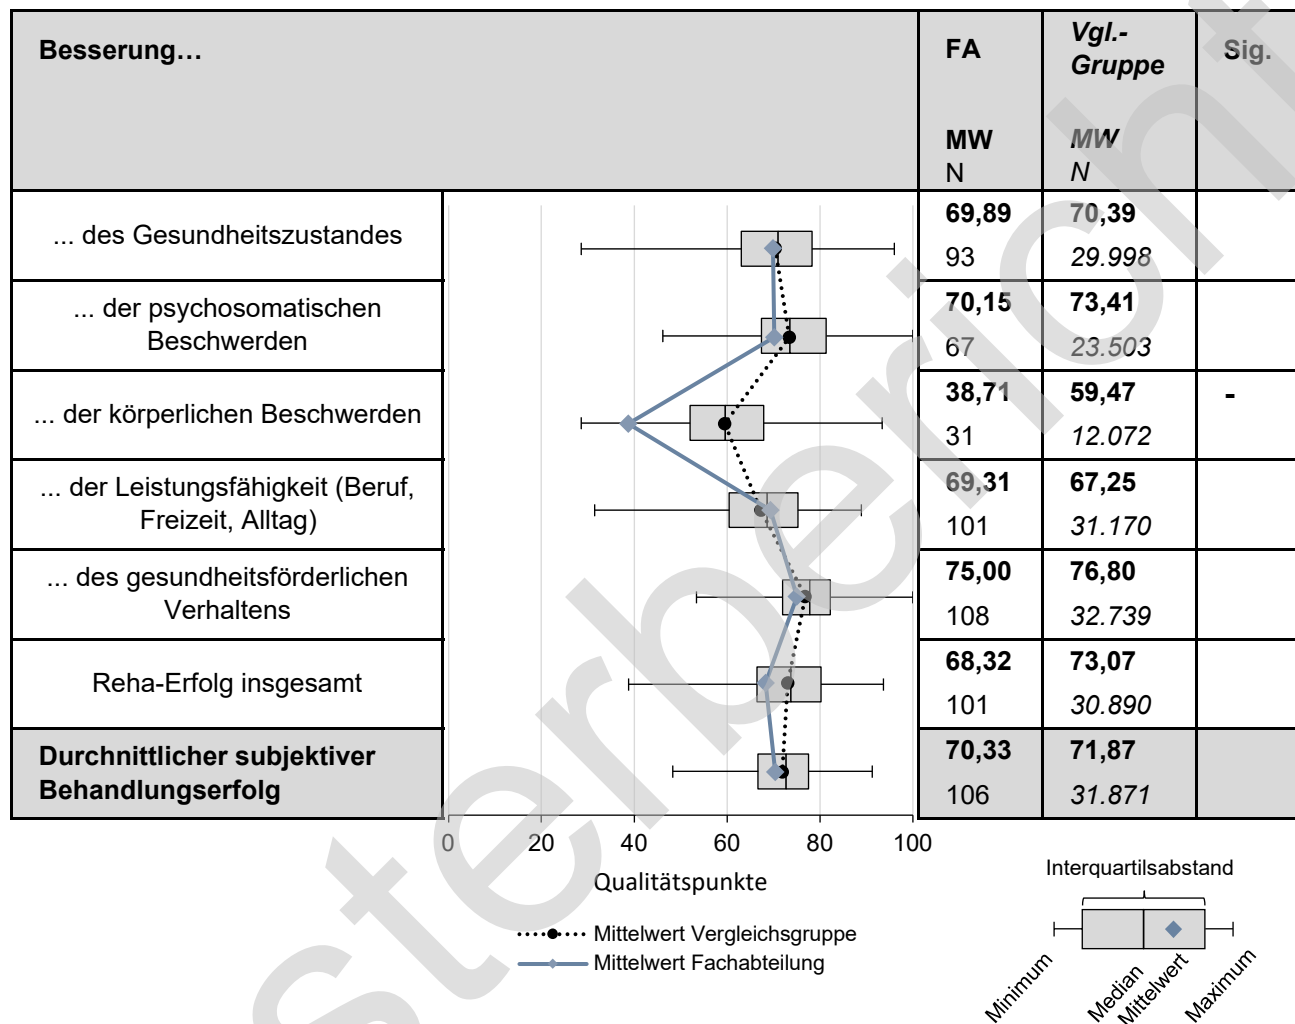 Besserung…
FA
Vgl.-
Gruppe
Sig.
MW
MW
N
N
... des Gesundheitszustandes
69,89
70,39
93
29.998
... der psychosomatischen
Beschwerden
70,15
73,41
67
23.503
... der körperlichen Beschwerden
38,71
59,47
-
31
12.072
... der Leistungsfähigkeit (Beruf,
Freizeit, Alltag)
69,31
67,25
101
31.170
... des gesundheitsförderlichen
Verhaltens
75,00
76,80
108
32.739
Reha-Erfolg insgesamt
68,32
73,07
101
30.890
Durchnittlicher subjektiver
Behandlungserfolg
70,33
71,87
106
31.871
0 20 40 60 80 100
Qualitätspunkte
Mittelwert Vergleichsgruppe
Mittelwert Fachabteilung
Interquartilsabstand
Minimum
Median
Mittelwert
Maximum
sterbericht